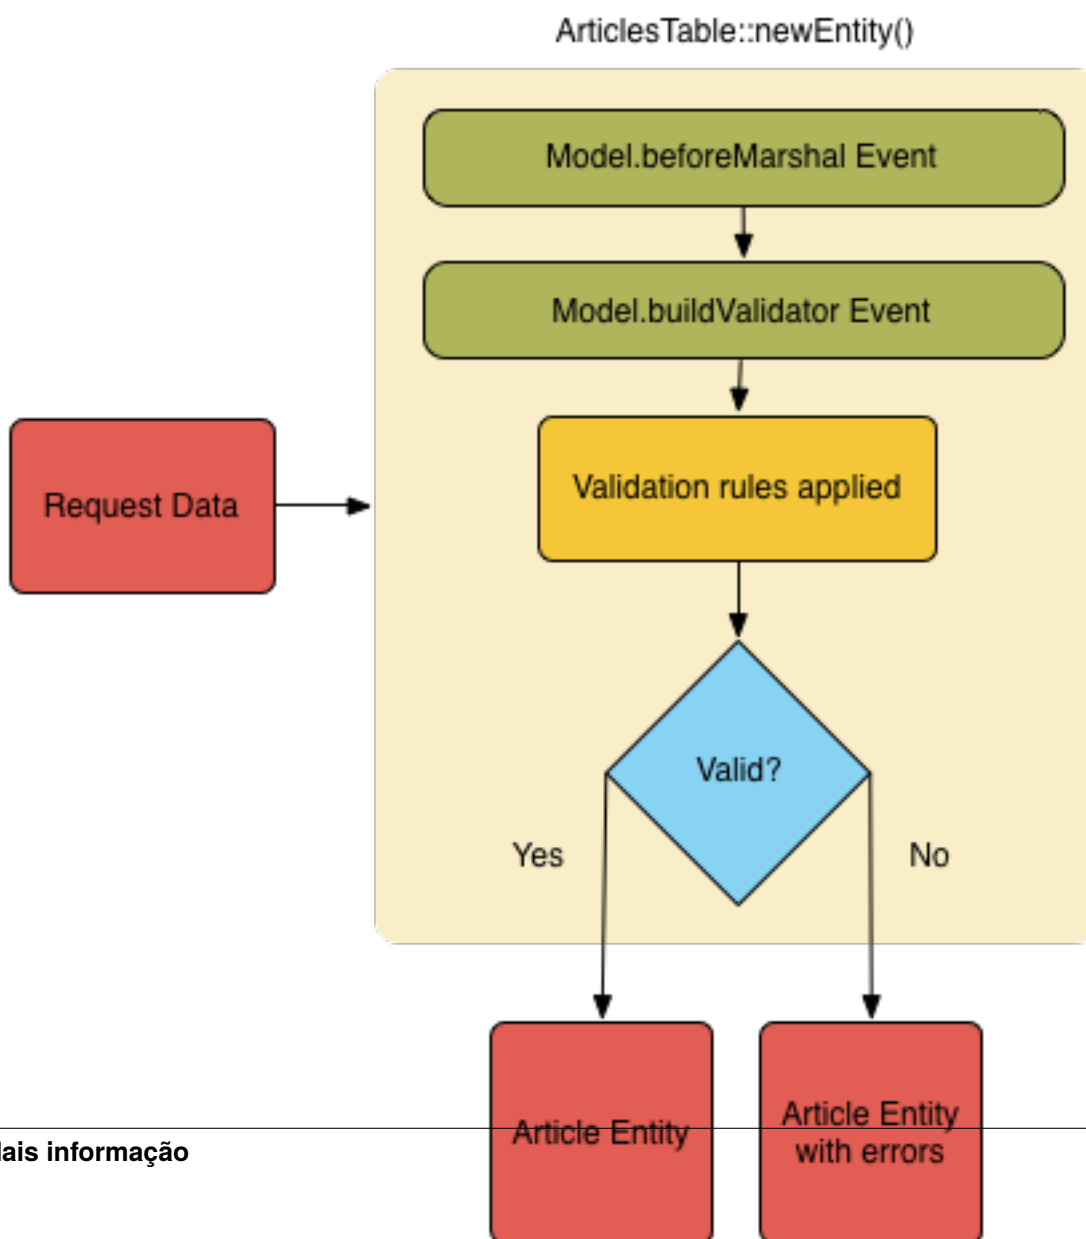 ArticlesTable::newEntity()
Model.beforeMarshal Event
Model.buildValidator Event
Request Data
Validation rules applied
Valid?
Yes
No
Article Entity
Article Entity
with errors
informação